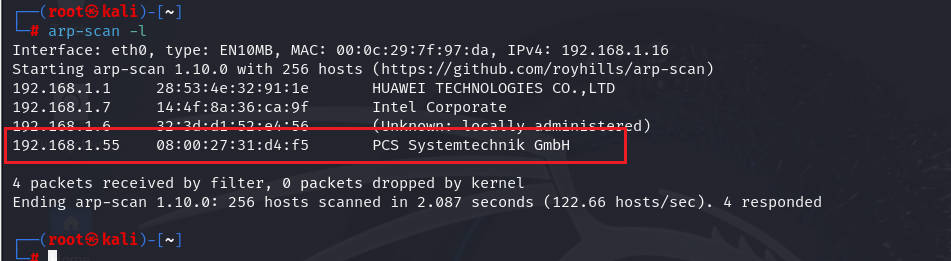 ┌──(root㉿kali)-[~]
└─# arp-scan -l
Interface: eth0, type: EN10MB, MAC: 00:0c:29:7f:97:da, IPv4: 192.168.1.16
Starting arp-scan 1.10.0 with 256 hosts (https://github.com/royhills/arp-scan)
192.168.1.1 28:53:4e:32:91:1e HUAWEI TECHNOLOGIES CO.,LTD
192.168.1.7 14:4f:8a:36:ca:9f Intel Corporate
192.168.1.6 32:3d:d1:52:e4:56 (Unknown: locally administered)
192.168.1.55 08:00:27:31:d4:f5 PCS Systemtechnik GmbH
4 packets received by filter, 0 packets dropped by kernel
Ending arp-scan 1.10.0: 256 hosts scanned in 2.087 seconds (122.66 hosts/sec). 4 responded
┌──(root㉿kali)-[~]
└─#